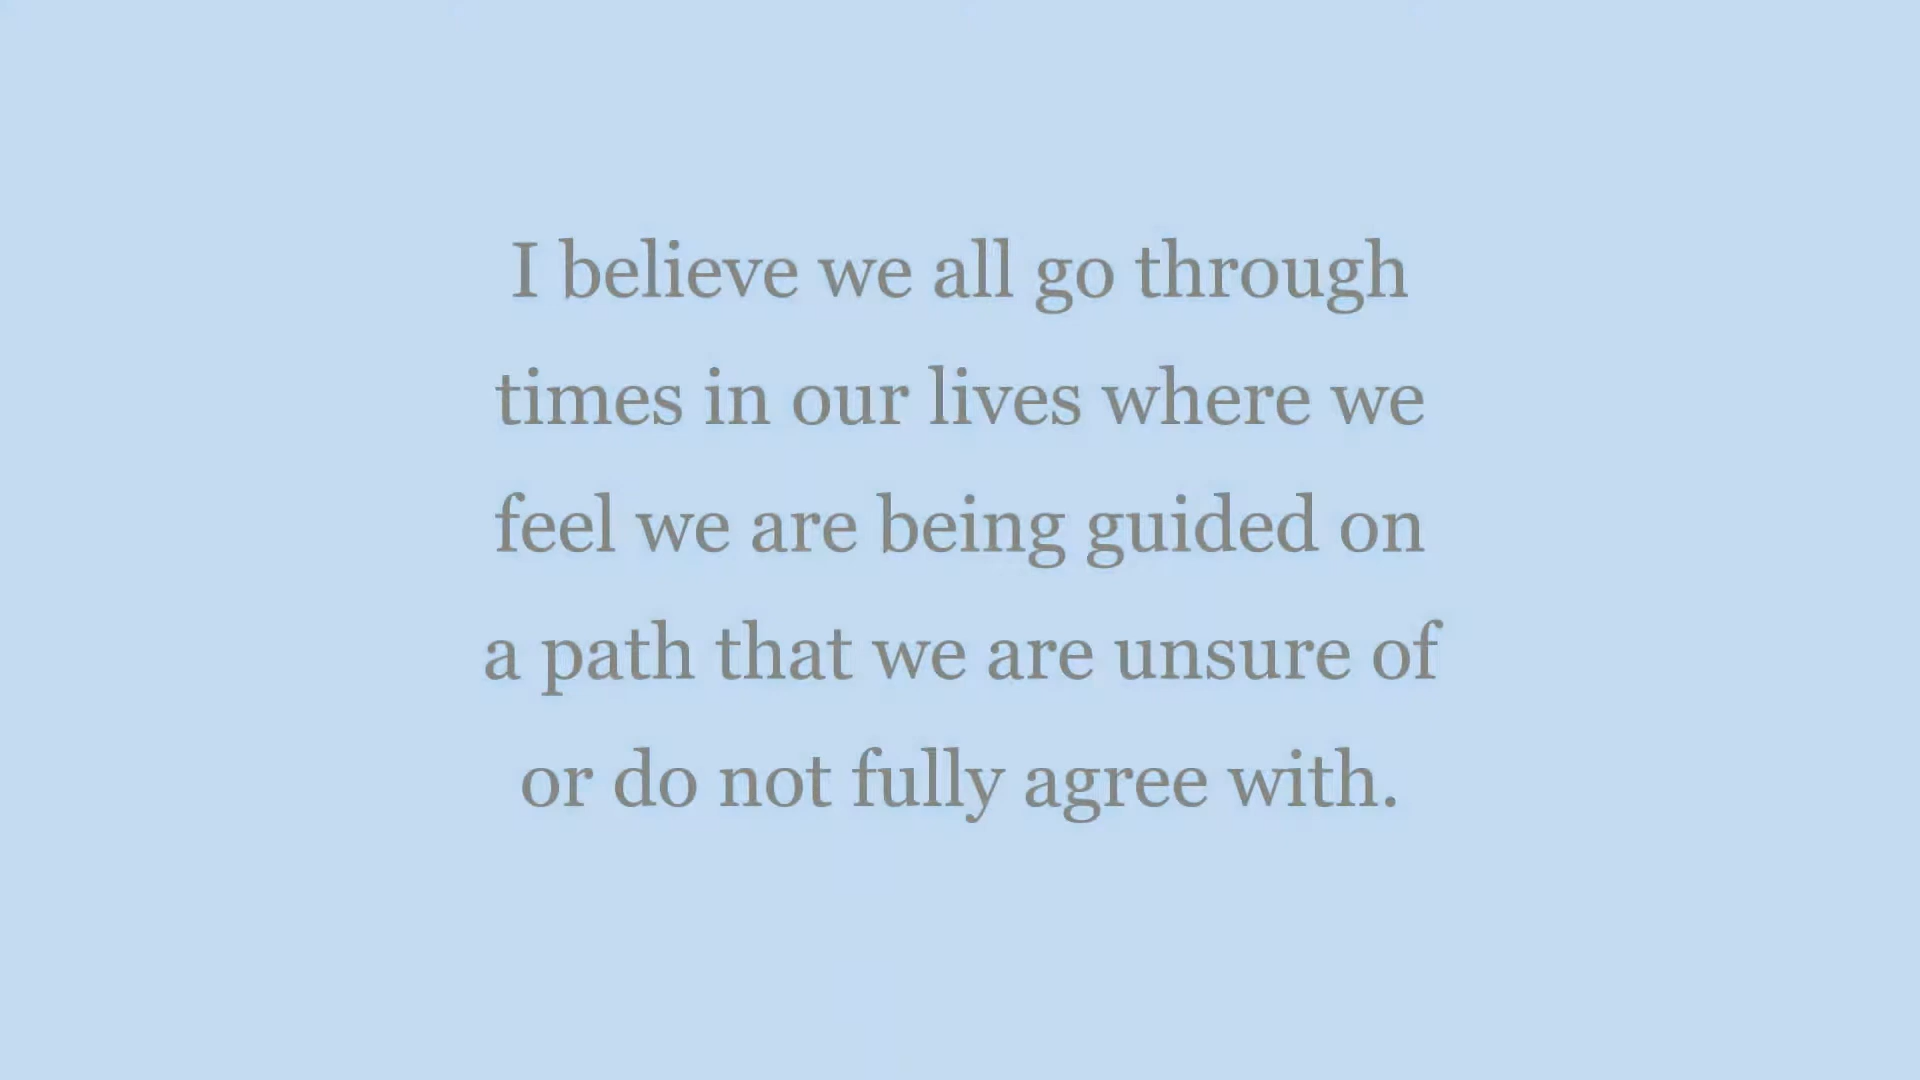 I believe we all go through
times in our lives where we
feel we are being guided on
a path that we are unsure of
or do not fully agree with.